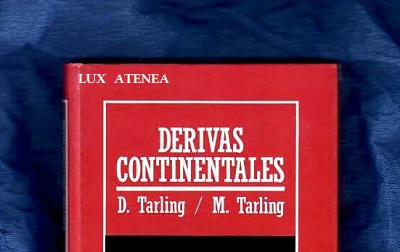 LUX ATENEA
DERIVAS
CONTINENTALES
D. Tarling / M. Tarling